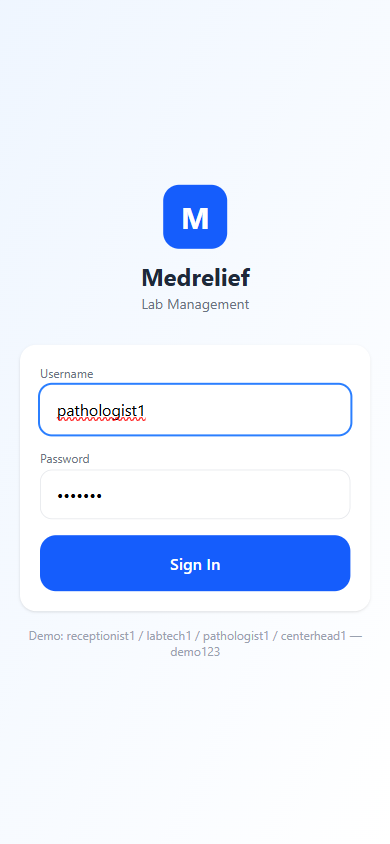 M
Medrelief
Lab Management
Username
pathologist1
Password
•••••••
Sign In
Demo: receptionist1 / labtech1 / pathologist1 / centerhead1 —
demo123